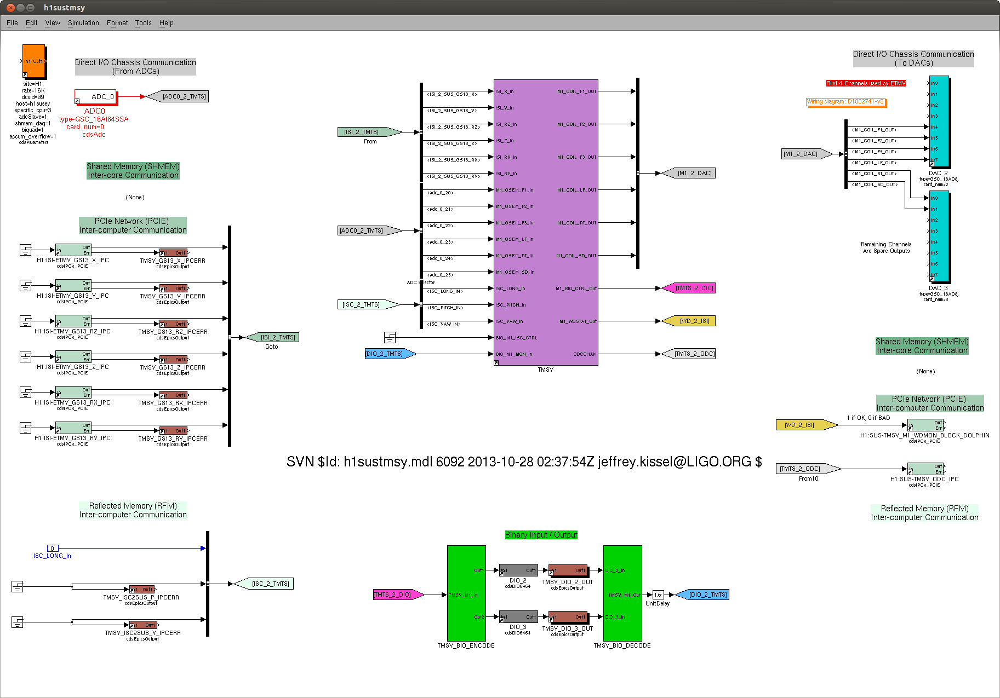 h1sustmsy
File Edit View Simulation Format Tools Help
In1 Out1
site=H1
rate=16K
dcuid=99
host=h1susey
specific_cpu=3
adcSlave=1
shmem_daq=1
biquad=1
accum_overflow=1
cdsParameters
Direct I/O Chassis Communication
(From ADCs)
ADC_0
[ADC0_2_TMTS]
ADC0
type-GSC_16AI64SSA
card_num=0
cdsAdc
Shared Memory (SHMEM)
Inter-core Communication
(None)
PCIe Network (PCIE)
Inter-computer Communication
Out
Err
H1:ISI-ETMY_GS13_X_IPC
cdsIPCx_PCIE
Out1
TMSY_GS13_X_IPCERR
cdsEpicsOutput
Out
Err
H1:ISI-ETMY_GS13_Y_IPC
cdsIPCx_PCIE
Out1
TMSY_GS13_Y_IPCERR
cdsEpicsOutput
Out
Err
H1:ISI-ETMY_GS13_RZ_IPC
cdsIPCx_PCIE
Out1
TMSY_GS13_RZ_IPCERR
cdsEpicsOutput
Out
Err
H1:ISI-ETMY_GS13_Z_IPC
cdsIPCx_PCIE
Out1
TMSY_GS13_Z_IPCERR
cdsEpicsOutput
Out
Err
H1:ISI-ETMY_GS13_RX_IPC
cdsIPCx_PCIE
Out1
TMSY_GS13_RX_IPCERR
cdsEpicsOutput
Out
Err
H1:ISI-ETMY_GS13_RY_IPC
cdsIPCx_PCIE
Out1
TMSY_GS13_RY_IPCERR
cdsEpicsOutput
[ISI_2_TMTS]
Goto
[ISI_2_TMTS]
From
<ISI_2_SUS_GS13_X>
<ISI_2_SUS_GS13_Y>
<ISI_2_SUS_GS13_RZ>
<ISI_2_SUS_GS13_Z>
<ISI_2_SUS_GS13_RX>
<ISI_2_SUS_GS13_RY>
[ADC0_2_TMTS]
<adc_0_20>
<adc_0_21>
<adc_0_22>
<adc_0_23>
<adc_0_24>
<adc_0_25>
ADC Selector
[ISC_2_TMTS]
<ISC_LONG_IN>
<ISC_PITCH_IN>
<ISC_YAW_IN>
[DIO_2_TMTS]
ISI_X_In
ISI_Y_In
ISI_RZ_In
ISI_Z_In
ISI_RX_In
ISI_RY_In
M1_OSEM_F1_In
M1_OSEM_F2_In
M1_OSEM_F3_In
M1_OSEM_LF_In
M1_OSEM_RT_In
M1_OSEM_SD_In
ISC_LONG_In
ISC_PITCH_In
ISC_YAW_In
BIO_M1_ISC_CTRL
BIO_M1_MON_In
M1_COIL_F1_OUT
M1_COIL_F2_OUT
M1_COIL_F3_OUT
M1_COIL_LF_OUT
M1_COIL_RT_OUT
M1_COIL_SD_OUT
M1_BIO_CTRL_Out
M1_WDSTAT_Out
ODCCHAN
TMSY
[M1_2_DAC]
[TMTS_2_DIO]
[WD_2_ISI]
[TMTS_2_ODC]
Direct I/O Chassis Communication
(To DACs)
First 4 Channels used by ETMY
Wiring diagram: D1002741-v5
[M1_2_DAC]
<M1_COIL_F1_OUT>
<M1_COIL_F2_OUT>
<M1_COIL_F3_OUT>
<M1_COIL_LF_OUT>
<M1_COIL_RT_OUT>
<M1_COIL_SD_OUT>
In0
In1
In2
In3
In4
In5
In6
In7
DAC_2
type=GSC_18AO8,
card_num=2
In0
In1
In2
In3
In4
In5
In6
In7
DAC_3
type=GSC_18AO8,
card_num=3
Remaining Channels
Are Spare Outputs
Shared Memory (SHMEM)
Inter-core Communication
(None)
PCIe Network (PCIE)
Inter-computer Communication
[WD_2_ISI]
1 if OK, 0 if BAD
Out
Err
H1:SUS-TMSY_M1_WDMON_BLOCK_DOLPHIN
cdsIPCx_PCIE
[TMTS_2_ODC]
From10
Out
Err
H1:SUS-TMSY_ODC_IPC
cdsIPCx_PCIE
Reflected Memory (RFM)
Inter-computer Communication
SVN $Id: h1sustmsy.mdl 6092 2013-10-28 02:37:54Z jeffrey.kissel@LIGO.ORG $
Reflected Memory (RFM)
Inter-computer Communication
0
ISC_LONG_In
Out1
TMSY_ISC2SUS_P_IPCERR
cdsEpicsOutput
Out1
TMSY_ISC2SUS_Y_IPCERR
cdsEpicsOutput
[ISC_2_TMTS]
Binary Input / Output
[TMTS_2_DIO]
TMSY_M1_In
Out1
Out2
TMSY_BIO_ENCODE
In1 Out1
DIO_2
cdsDIO6464
In1 Out1
TMSY_DIO_2_OUT
cdsEpicsOutput
In1 Out1
DIO_3
cdsDIO6464
In1 Out1
TMSY_DIO_3_OUT
cdsEpicsOutput
DIO_2_In
TMSY_M1_Out
DIO_3_In
TMSY_BIO_DECODE
1/z
Unit Delay
[DIO_2_TMTS]